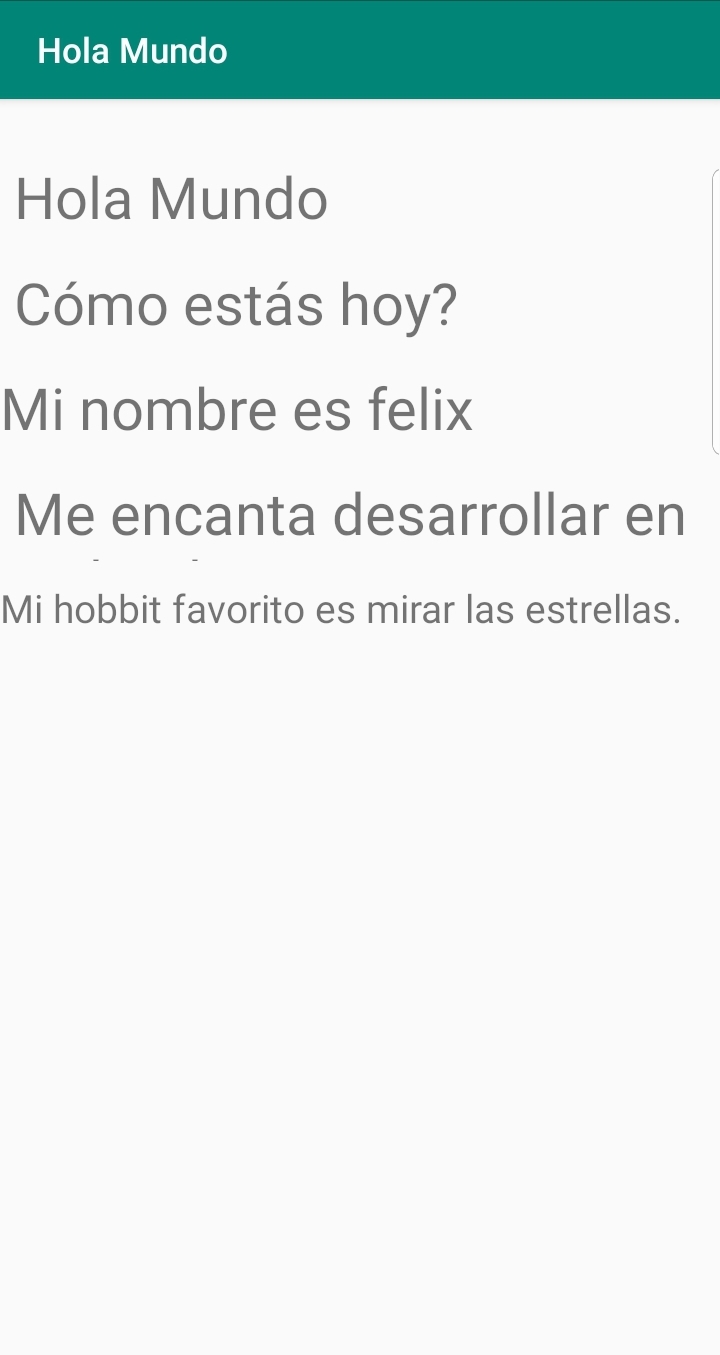 Hola Mundo
Hola Mundo
Cómo estás hoy?
Mi nombre es felix
Me encanta desarrollar en
Mi hobbit favorito es mirar las estrellas.